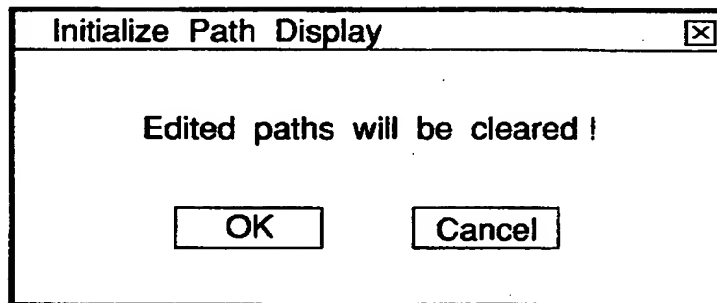 Initialize Path Display
Edited paths will be cleared !
OK
Cancel